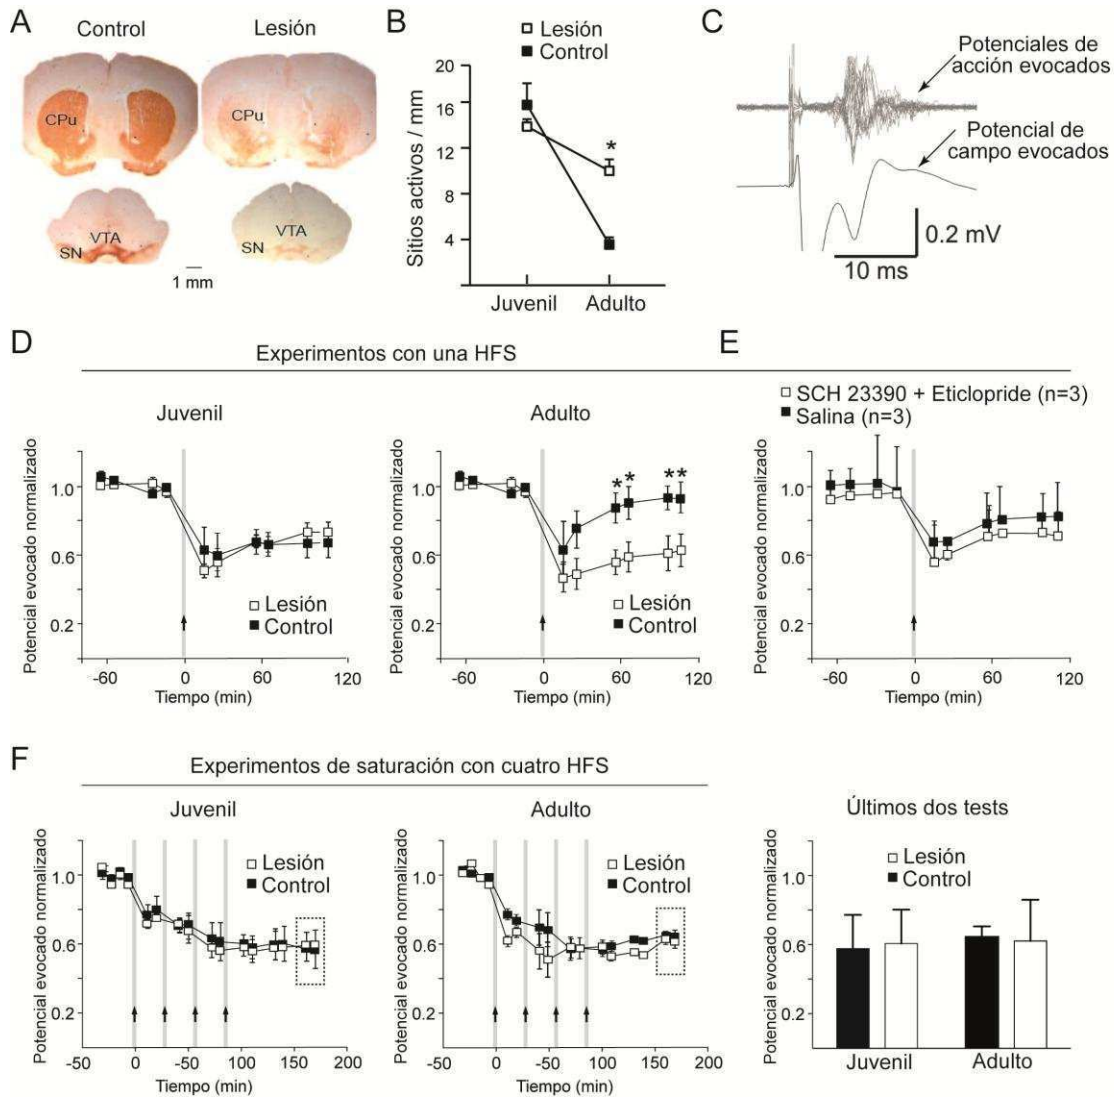 A
Control
Lesión
CPu
CPu
VTA
SN
VTA
SN
1 mm
B
Lesión
Control
Sitios activos / mm
20
16
12
8
4
*
Juvenil
Adulto
C
Potenciales de
acción evocados
Potencial de
campo evocados
0.2 mV
10 ms
D
Experimentos con una HFS
Juvenil
Potencial evocado normalizado
1.0
0.6
0.2
Lesión
Control
-60
0
60
120
Tiempo (min)
Adulto
Potencial evocado normalizado
1.0
0.6
0.2
* * **
Lesión
Control
-60
0
60
120
Tiempo (min)
E
SCH 23390 + Eticlopride (n=3)
Salina (n=3)
Potencial evocado normalizado
1.0
0.6
0.2
-60
0
60
120
Tiempo (min)
F
Experimentos de saturación con cuatro HFS
Juvenil
Potencial evocado normalizado
1.0
0.6
0.2
Lesión
Control
-50
0
-50
100
150
200
Tiempo (min)
Adulto
Potencial evocado normalizado
1.0
0.6
0.2
Lesión
Control
-50
0
-50
100
150
200
Tiempo (min)
Últimos dos tests
Potencial evocado normalizado
1.0
0.6
0.2
Lesión
Control
Juvenil
Adulto